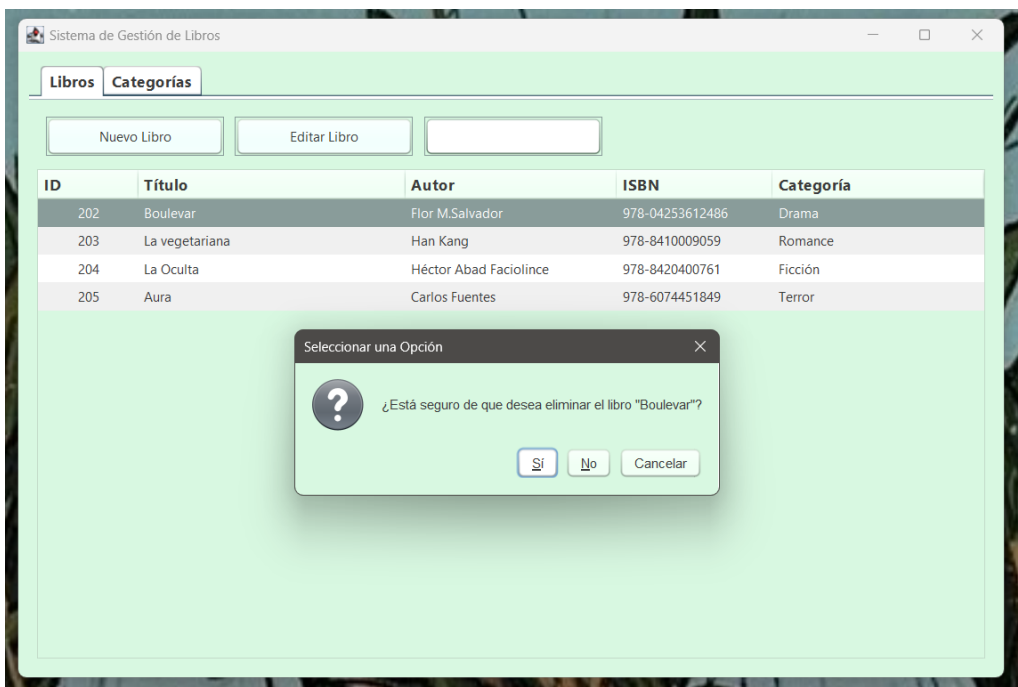 Sistema de Gestión de Libros
Libros Categorías
Nuevo Libro Editar Libro
ID Título Autor ISBN Categoría
202 Boulevar Flor M.Salvador 978-04253612486 Drama
203 La vegetariana Han Kang 978-8410009059 Romance
204 La Oculta Héctor Abad Faciolince 978-8420400761 Ficción
205 Aura Carlos Fuentes 978-6074451849 Terror
Seleccionar una Opción
¿Está seguro de que desea eliminar el libro "Boulevar"?
Sí No Cancelar